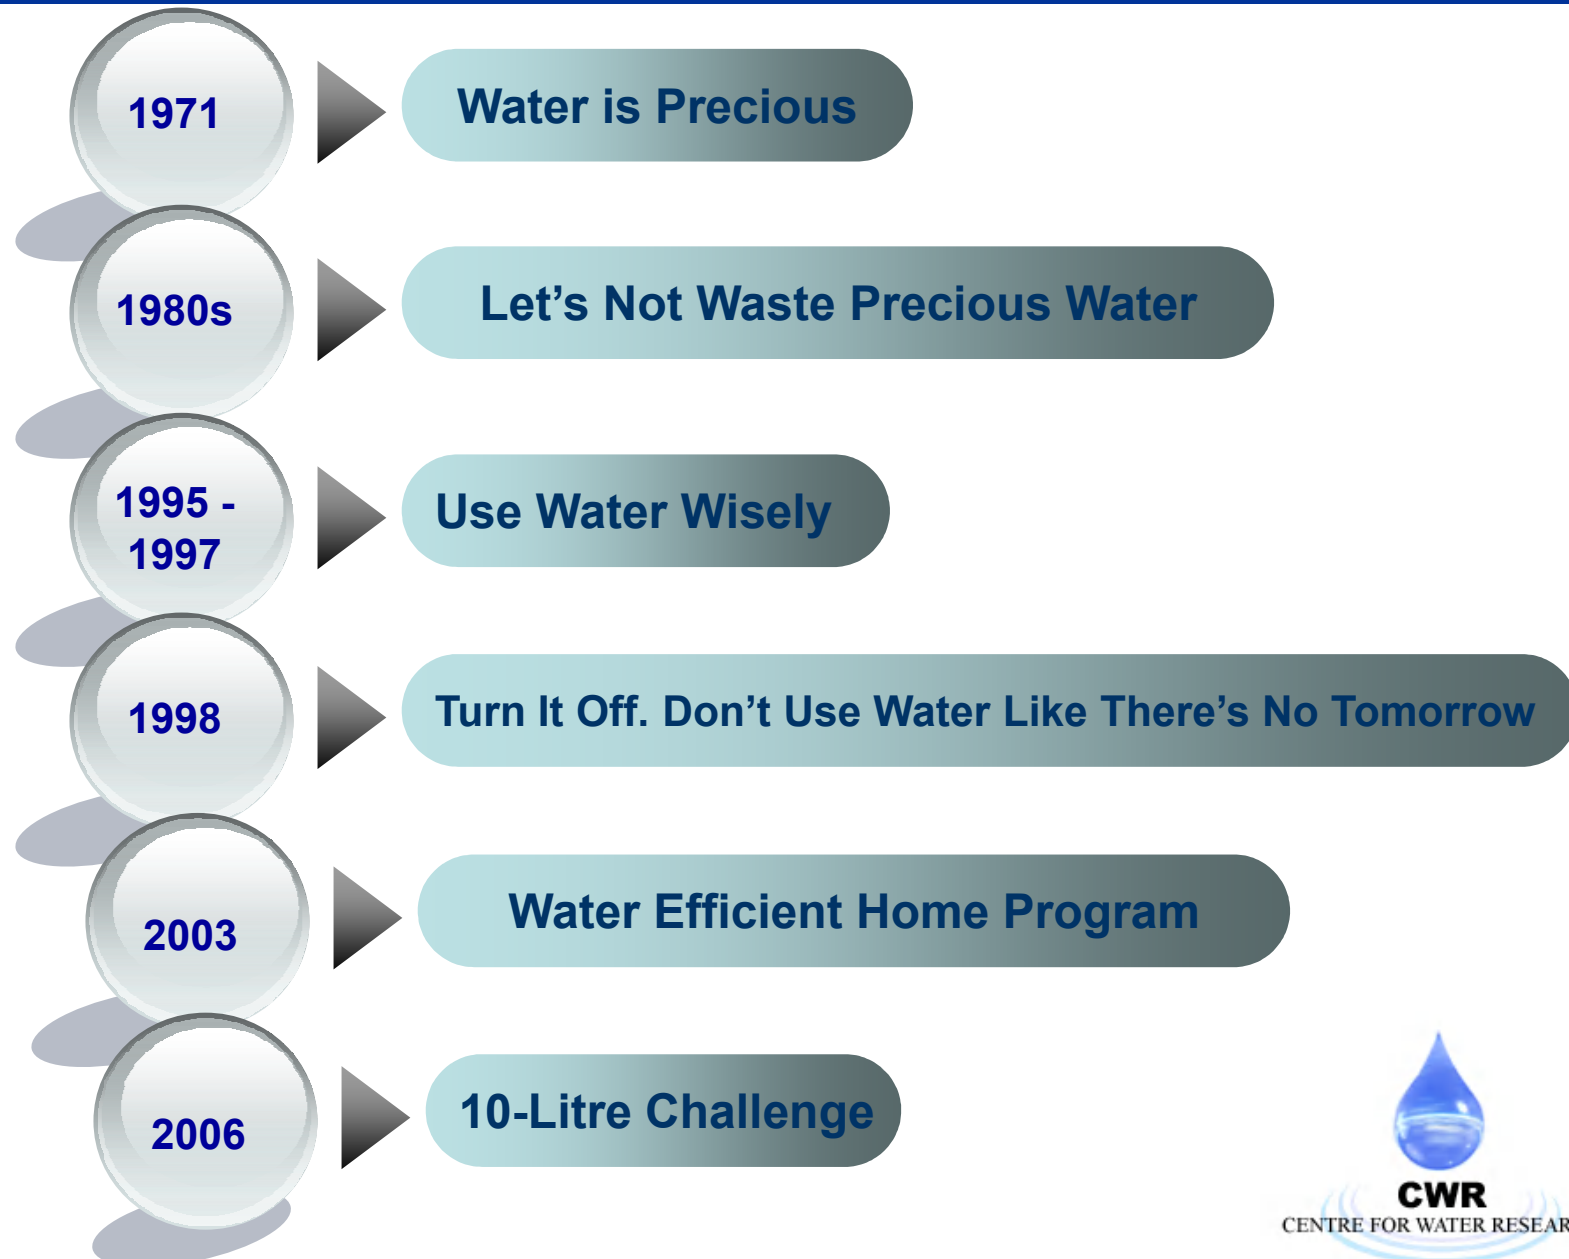 1971
Water is Precious
1980s
Let's Not Waste Precious Water
1995 -
1997
Use Water Wisely
1998
Turn It Off. Don’t Use Water Like There’s No Tomorrow
2003
Water Efficient Home Program
2006
10-Litre Challenge
CWR
CENTRE FOR WATER RESEAR